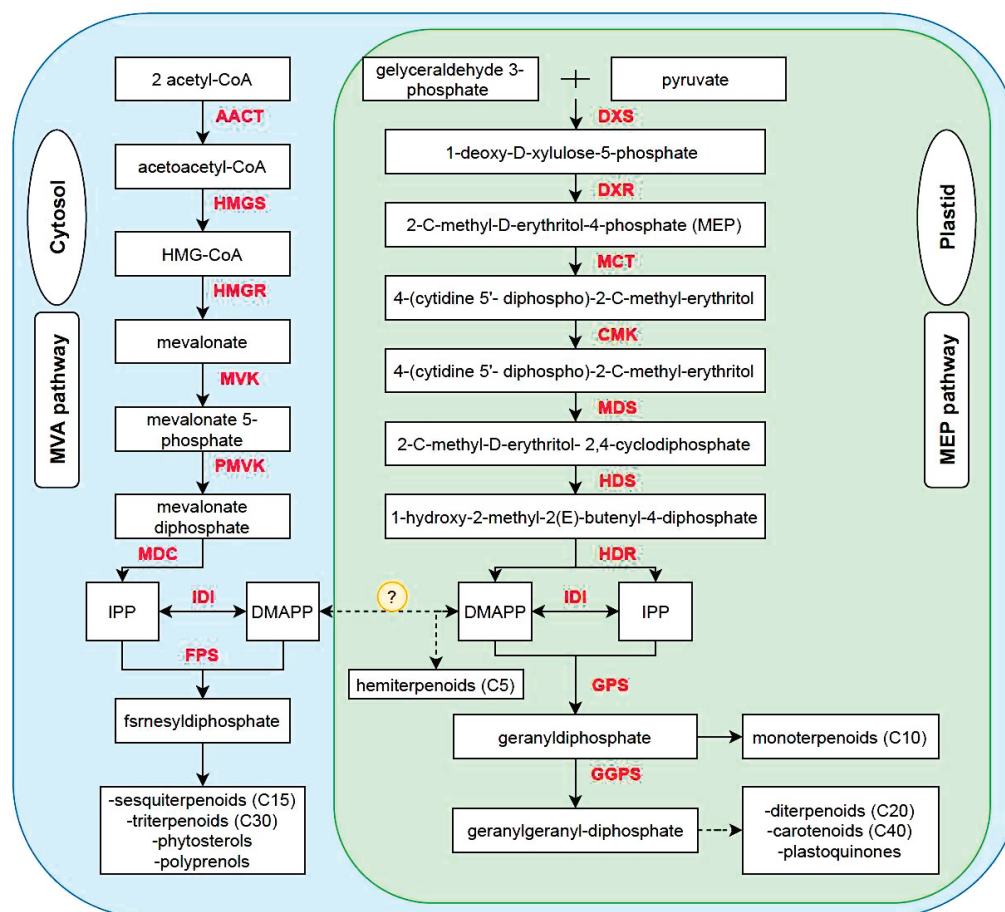 2 acetyl-CoA
AACT
acetoacetyl-CoA
HMGS
HMG-CoA
HMGR
mevalonate
MVK
mevalonate 5-
phosphate
PMVK
mevalonate
diphosphate
MDC
IPP
IDI
DMAPP
FPS
fsrnesyldiphosphate
-sesquiterpenoids (C15)
-triterpenoids (C30)
-phytosterols
-polyprenols
Cytosol
MVA pathway
?
gelyceraldehyde 3-
phosphate
pyruvate
DXS
1-deoxy-D-xylulose-5-phosphate
DXR
2-C-methyl-D-erythritol-4-phosphate (MEP)
MCT
4-(cytidine 5'- diphospho)-2-C-methyl-erythritol
CMK
4-(cytidine 5'- diphospho)-2-C-methyl-erythritol
MDS
2-C-methyl-D-erythritol- 2,4-cyclodiphosphate
HDS
1-hydroxy-2-methyl-2(E)-butenyl-4-diphosphate
HDR
DMAPP
IDI
IPP
hemiterpenoids (C5)
GPS
geranyldiphosphate
monoterpenoids (C10)
GGPS
geranylgeranyl-diphosphate
-diterpenoids (C20)
-carotenoids (C40)
-plastoquinones
Plastid
MEP pathway